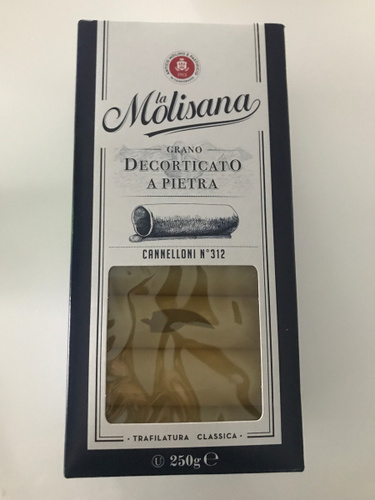 la
Molisana
GRANO
DECORTICATO
A PIETRA
CANNELLONI N°312
· TRAFILATURA CLASSICA ·
U 250g ℮